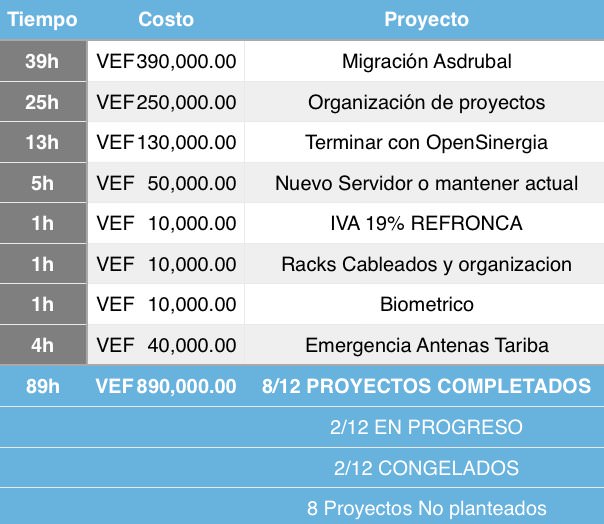 Tiempo Costo Proyecto
39h VEF390,000.00 Migración Asdrubal
25h VEF250,000.00 Organización de proyectos
13h VEF130,000.00 Terminar con OpenSinergia
5h VEF 50,000.00 Nuevo Servidor o mantener actual
1h VEF 10,000.00 IVA 19% REFRONCA
1h VEF 10,000.00 Racks Cableados y organizacion
1h VEF 10,000.00 Biometrico
4h VEF 40,000.00 Emergencia Antenas Tariba
89h VEF890,000.00 8/12 PROYECTOS COMPLETADOS
2/12 EN PROGRESO
2/12 CONGELADOS
8 Proyectos No planteados